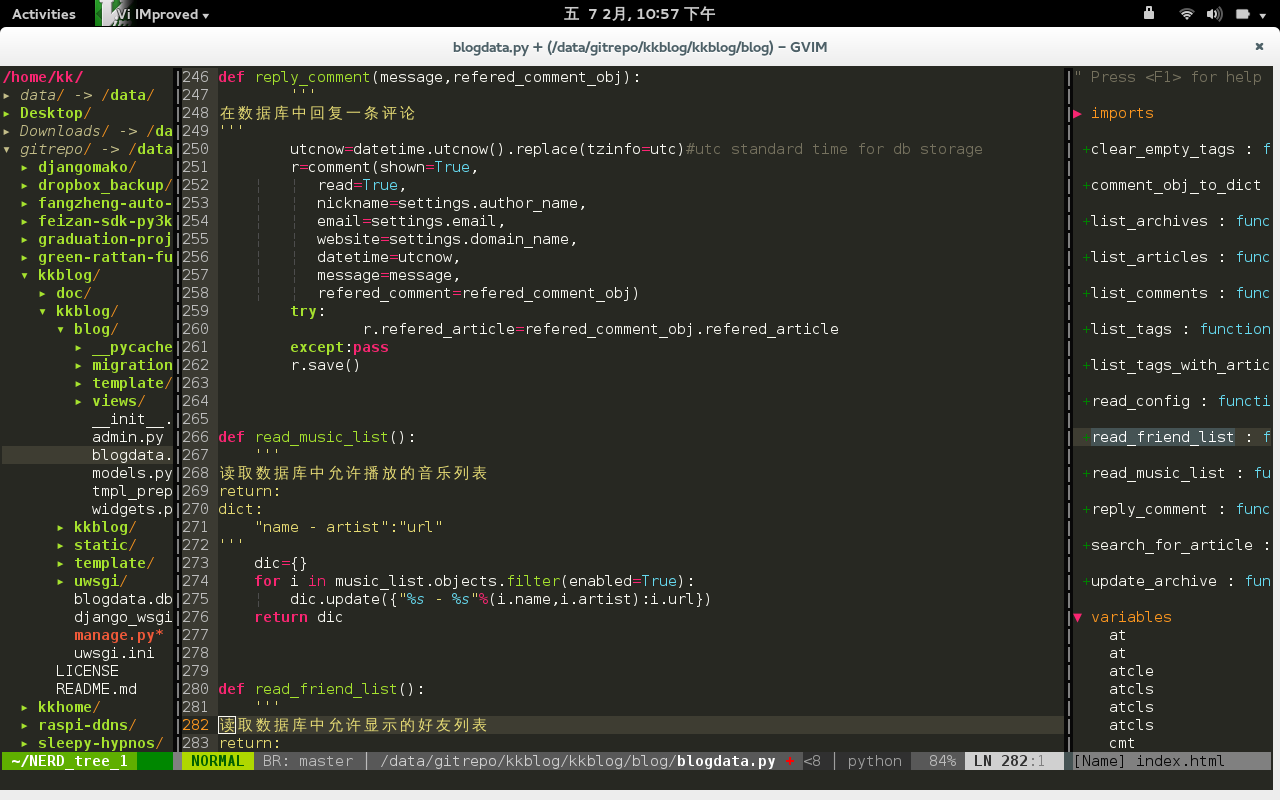 Activities
Vi IMproved ▾
五 7 2月, 10:57 下午
blogdata.py + (/data/gitrepo/kkblog/kkblog/blog) – GVIM ×
/home/kk/
▸ data/ -> /data/
▸ Desktop/
▸ Downloads/ -> /da
▾ gitrepo/ -> /data
▸ djangomako/
▸ dropbox_backup/
▸ fangzheng-auto-
▸ feizan-sdk-py3k
▸ graduation-proj
▸ green-rattan-fu
▾ kkblog/
▸ doc/
▾ kkblog/
▾ blog/
▸ __pycache
▸ migration
▸ template/
▸ views/
__init__.
admin.py
blogdata.
models.py
tmpl_prep
widgets.p
▸ kkblog/
▸ static/
▸ template/
▸ uwsgi/
blogdata.db
django_wsgi
manage.py*
uwsgi.ini
LICENSE
README.md
▸ kkhome/
▸ raspi-ddns/
▸ sleepy-hypnos/
246 def reply_comment(message,refered_comment_obj):
247         '''
248 在数据库中回复一条评论
249 '''
250         utcnow=datetime.utcnow().replace(tzinfo=utc)#utc standard time for db storage
251         r=comment(shown=True,
252     ¦   ¦  read=True,
253     ¦   ¦  nickname=settings.author_name,
254     ¦   ¦  email=settings.email,
255     ¦   ¦  website=settings.domain_name,
256     ¦   ¦  datetime=utcnow,
257     ¦   ¦  message=message,
258     ¦   ¦  refered_comment=refered_comment_obj)
259         try:
260                 r.refered_article=refered_comment_obj.refered_article
261         except:pass
262         r.save()
263
264
265
266 def read_music_list():
267     '''
268 读取数据库中允许播放的音乐列表
269 return:
270 dict:
271     "name - artist":"url"
272 '''
273     dic={}
274     for i in music_list.objects.filter(enabled=True):
275     ¦   dic.update({"%s - %s"%(i.name,i.artist):i.url})
276     return dic
277
278
279
280 def read_friend_list():
281     '''
282 读取数据库中允许显示的好友列表
283 return:
" Press <F1> for help
▶ imports
+clear_empty_tags : f
+comment_obj_to_dict
+list_archives : func
+list_articles : func
+list_comments : func
+list_tags : function
+list_tags_with_artic
+read_config : functi
+read_friend_list : f
+read_music_list : fu
+reply_comment : func
+search_for_article :
+update_archive : fun
▼ variables
at
at
atcle
atcls
atcls
atcls
cmt
~/NERD_tree_1
NORMAL BR: master | /data/gitrepo/kkblog/kkblog/blog/blogdata.py + <8 | python 84% LN 282:1
[Name] index.html